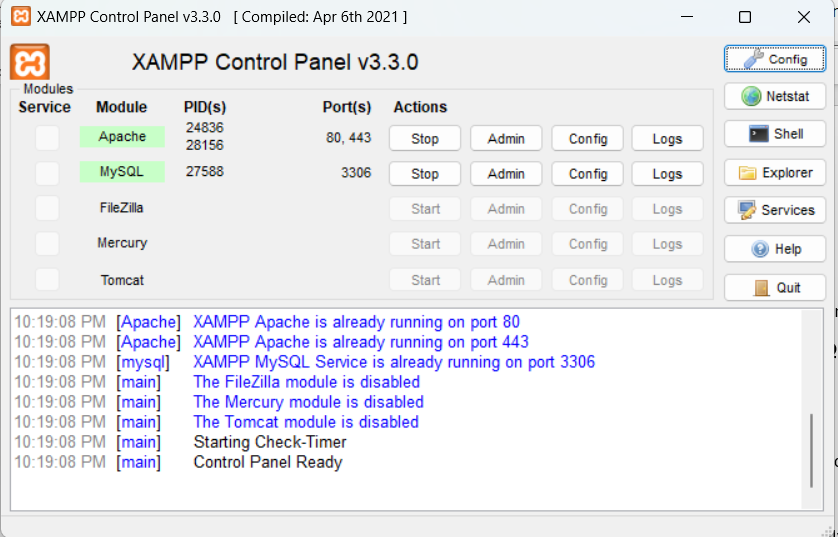 XAMPP Control Panel v3.3.0 [ Compiled: Apr 6th 2021 ]
XAMPP Control Panel v3.3.0
Config
Modules
Service Module PID(s) Port(s) Actions
Netstat
Apache 24836 28156 80, 443 Stop Admin Config Logs
Shell
MySQL 27588 3306 Stop Admin Config Logs
Explorer
FileZilla Start Admin Config Logs
Services
Mercury Start Admin Config Logs
Help
Tomcat Start Admin Config Logs
Quit
10:19:08 PM [Apache] XAMPP Apache is already running on port 80
10:19:08 PM [Apache] XAMPP Apache is already running on port 443
10:19:08 PM [mysql] XAMPP MySQL Service is already running on port 3306
10:19:08 PM [main] The FileZilla module is disabled
10:19:08 PM [main] The Mercury module is disabled
10:19:08 PM [main] The Tomcat module is disabled
10:19:08 PM [main] Starting Check-Timer
10:19:08 PM [main] Control Panel Ready